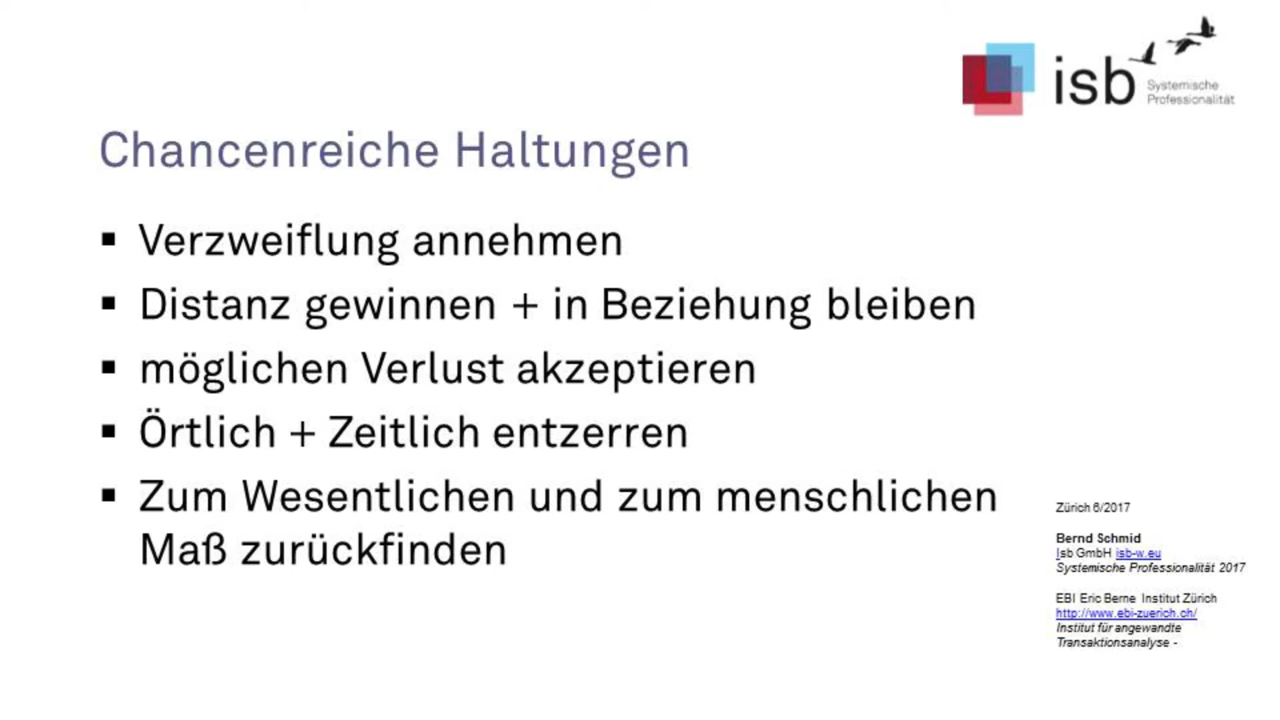 isb
Systemische
Professionalität
Chancenreiche Haltungen
▪ Verzweiflung annehmen
▪ Distanz gewinnen + in Beziehung bleiben
▪ möglichen Verlust akzeptieren
▪ Örtlich + Zeitlich entzerren
▪ Zum Wesentlichen und zum menschlichen
Maß zurückfinden
Zürich 6/2017
Bernd Schmid
Isb GmbH isb-w.eu
Systemische Professionalität 2017
EBI Eric Berne Institut Zürich
http://www.ebi-zuerich.ch/
Institut für angewandte
Transaktionsanalyse -